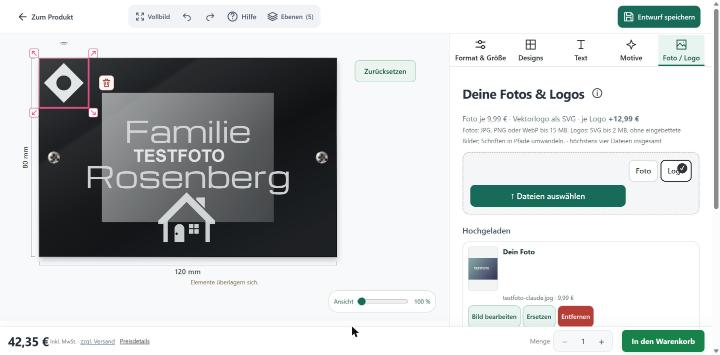 Zum Produkt
Vollbild
Hilfe
Ebenen (5)
Entwurf speichern
Zurücksetzen
Familie
TESTFOTO
Rosenberg
80 mm
120 mm
Elemente überlagern sich.
Ansicht
100 %
Format & Größe
Designs
Text
Motive
Foto / Logo
Deine Fotos & Logos
Foto je 9,99 € · Vektorlogo als SVG · je Logo +12,99 €
Fotos: JPG, PNG oder WebP bis 15 MB. Logos: SVG bis 2 MB, ohne eingebettete
Bilder; Schriften in Pfade umwandeln. · höchstens vier Dateien insgesamt
Foto
Logo
↑ Dateien auswählen
Hochgeladen
Dein Foto
testfoto-claude.jpg · 9,99 €
Bild bearbeiten
Ersetzen
Entfernen
42,35 €
inkl. MwSt. · zzgl. Versand
Preisdetails
Menge
− 1 +
In den Warenkorb